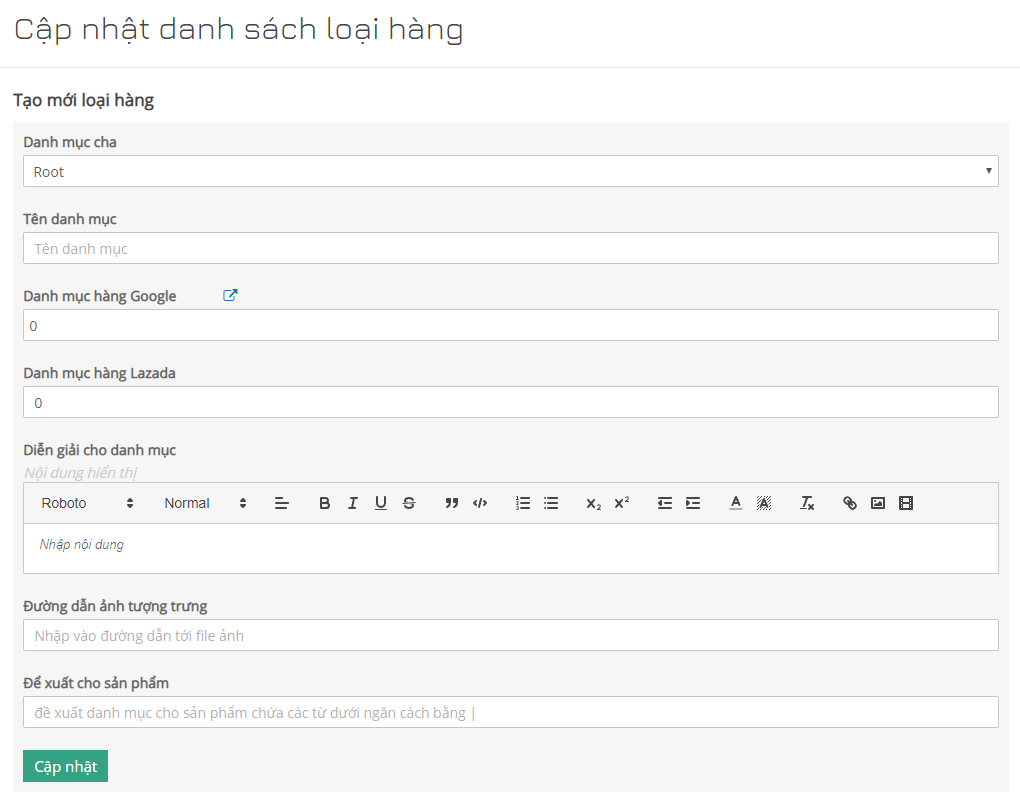 Cập nhật danh sách loại hàng
Tạo mới loại hàng
Danh mục cha
Root
Tên danh mục
Tên danh mục
Danh mục hàng Google
0
Danh mục hàng Lazada
0
Diễn giải cho danh mục
Nội dung hiển thị
Roboto Normal
Nhập nội dung
Đường dẫn ảnh tượng trưng
Nhập vào đường dẫn tới file ảnh
Để xuất cho sản phẩm
đề xuất danh mục cho sản phẩm chứa các từ dưới ngăn cách bằng |
Cập nhật